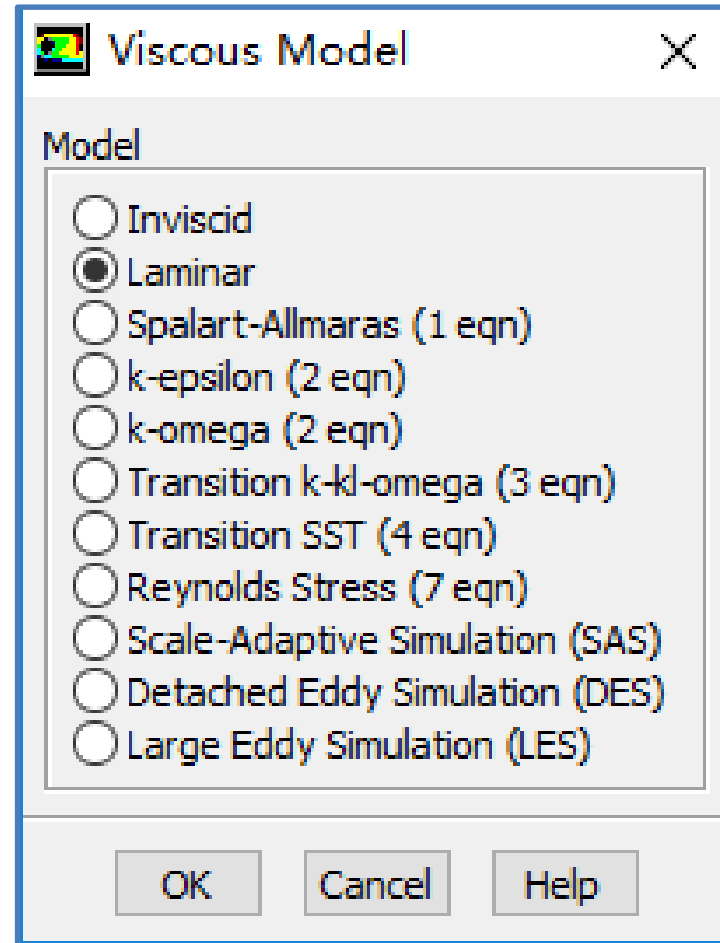 Viscous Model
Model
Inviscid
Laminar
Spalart-Allmaras (1 eqn)
k-epsilon (2 eqn)
k-omega (2 eqn)
Transition k-kl-omega (3 eqn)
Transition SST (4 eqn)
Reynolds Stress (7 eqn)
Scale-Adaptive Simulation (SAS)
Detached Eddy Simulation (DES)
Large Eddy Simulation (LES)
OK Cancel Help